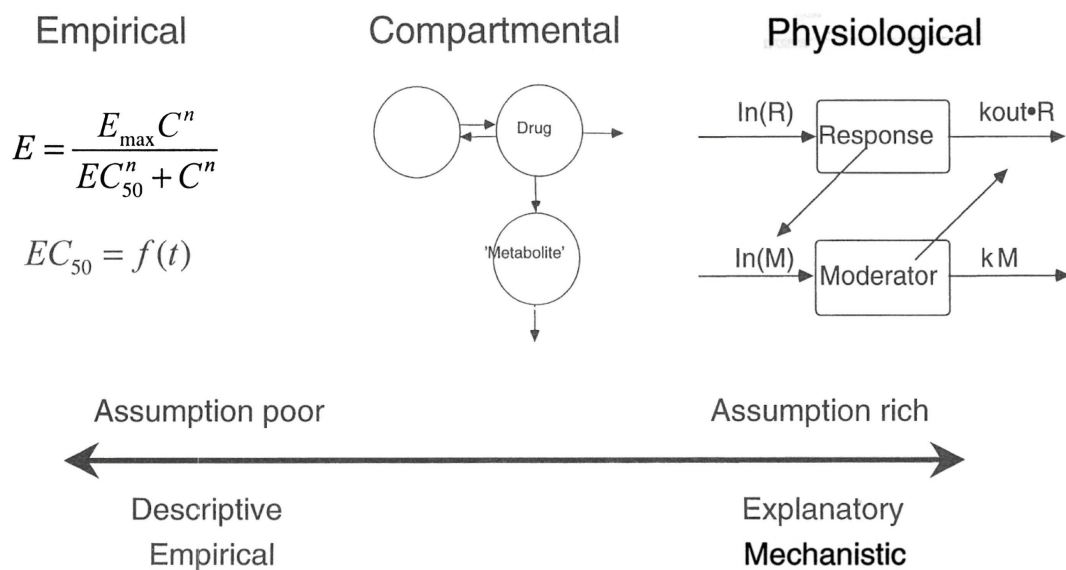 Empirical
Compartmental
Physiological
E = E_max C^n / (EC_50^n + C^n)
EC_50 = f(t)
Drug
'Metabolite'
In(R)
Response
kout•R
In(M)
Moderator
kM
Assumption poor
Assumption rich
Descriptive
Explanatory
Empirical
Mechanistic